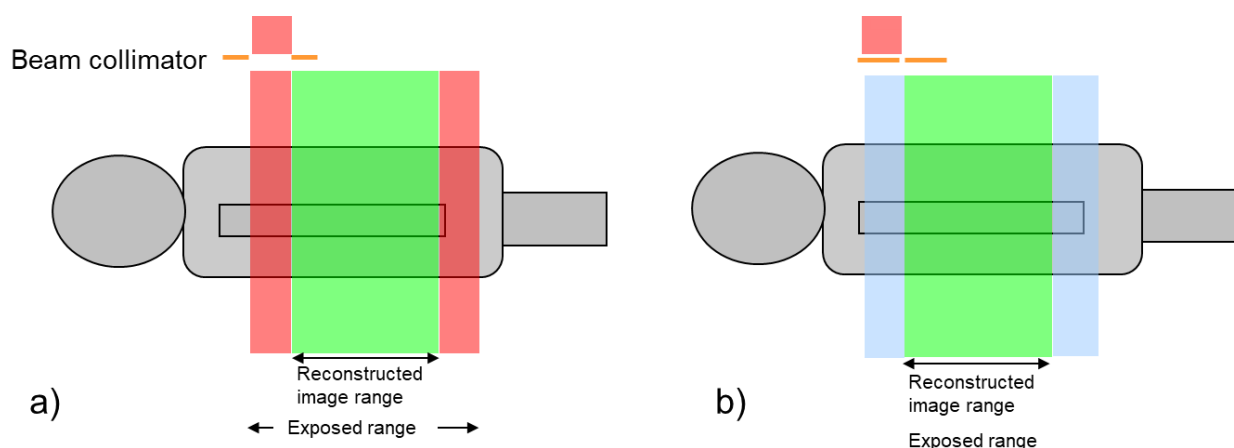 Beam collimator
Reconstructed
image range
a)
Exposed range
Reconstructed
image range
b)
Exposed range